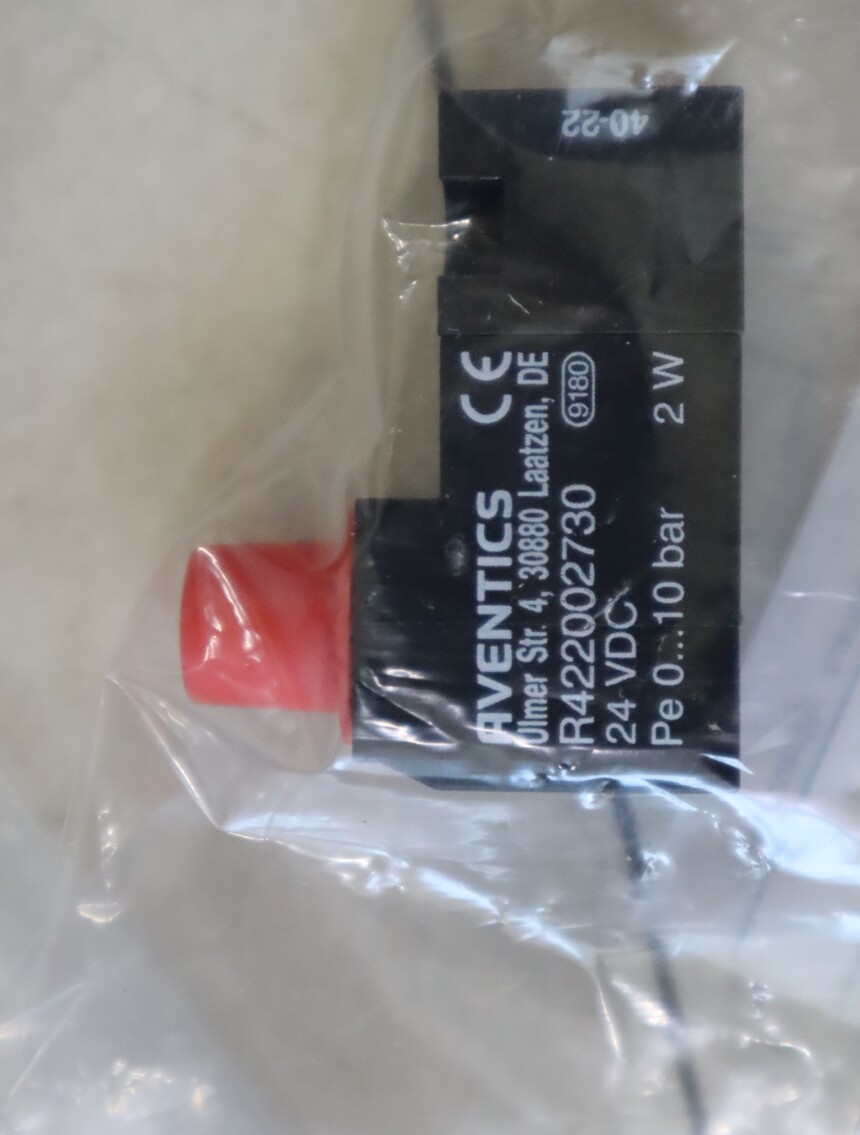 AVENTICS CE
Ulmer Str. 4, 30880 Laatzen, DE
R422002730 9180
24 VDC
Pe 0...10 bar 2 W
40-22